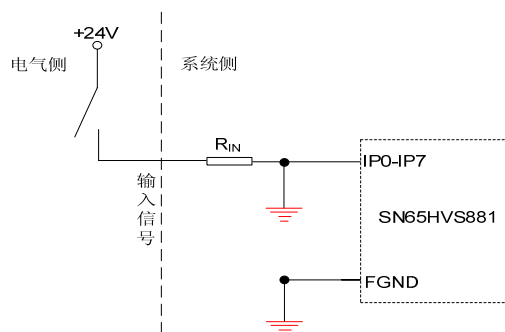 +24V
电气侧
系统侧
RIN
IP0-IP7
输入信号
SN65HVS881
FGND